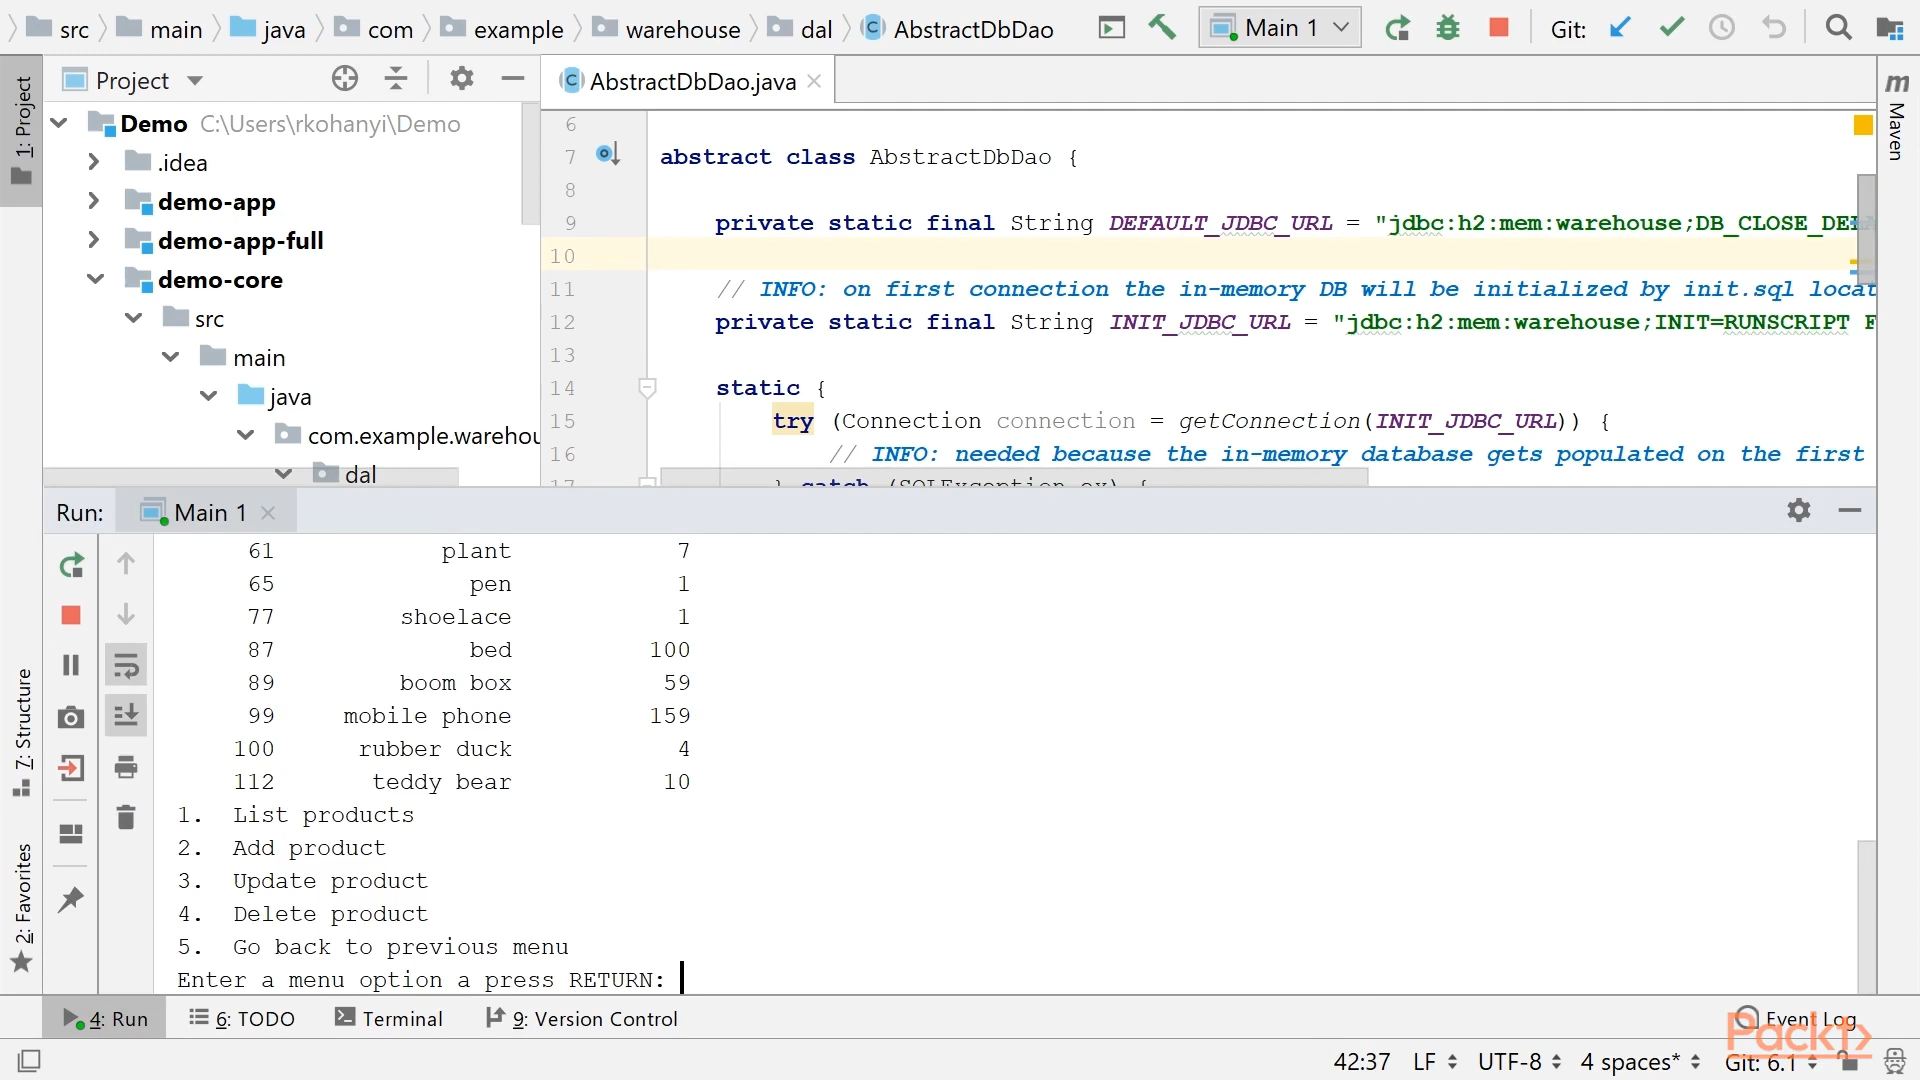 src main java com example warehouse dal AbstractDbDao Main 1 Git:
Project
AbstractDbDao.java
1: Project
Demo C:\Users\rkohanyi\Demo
.idea
demo-app
demo-app-full
demo-core
src
main
java
com.example.warehou
dal
6
7 abstract class AbstractDbDao {
8
9 private static final String DEFAULT_JDBC_URL = "jdbc:h2:mem:warehouse;DB_CLOSE_DEL
10
11 // INFO: on first connection the in-memory DB will be initialized by init.sql locat
12 private static final String INIT_JDBC_URL = "jdbc:h2:mem:warehouse;INIT=RUNSCRIPT F
13
14 static {
15 try (Connection connection = getConnection(INIT_JDBC_URL)) {
16 // INFO: needed because the in-memory database gets populated on the first
17 } catch (SQLException ex) {
m Maven
Run: Main 1
61 plant 7
65 pen 1
77 shoelace 1
87 bed 100
89 boom box 59
99 mobile phone 159
100 rubber duck 4
112 teddy bear 10
1. List products
2. Add product
3. Update product
4. Delete product
5. Go back to previous menu
Enter a menu option a press RETURN:
7: Structure
2: Favorites
4: Run 6: TODO Terminal 9: Version Control Event Log
Packt
42:37 LF UTF-8 4 spaces* Git: 6.1